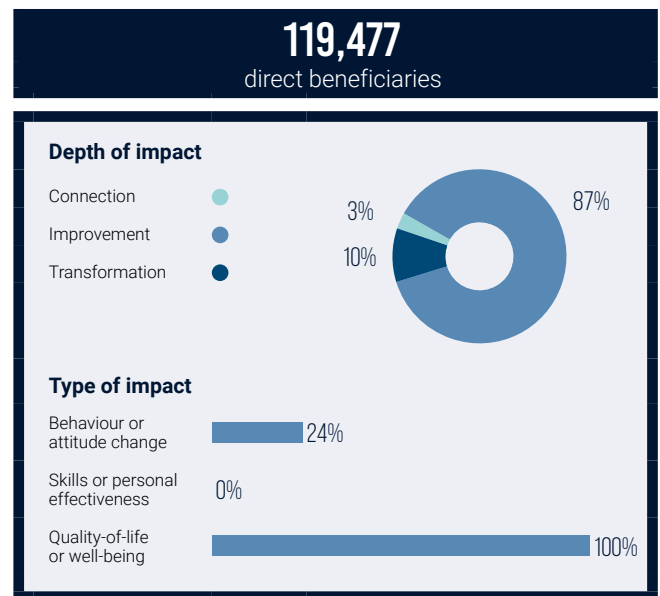 119,477
direct beneficiaries
Depth of impact
Connection
Improvement
Transformation
3%
87%
10%
Type of impact
Behaviour or
attitude change
24%
Skills or personal
effectiveness
0%
Quality-of-life
or well-being
100%